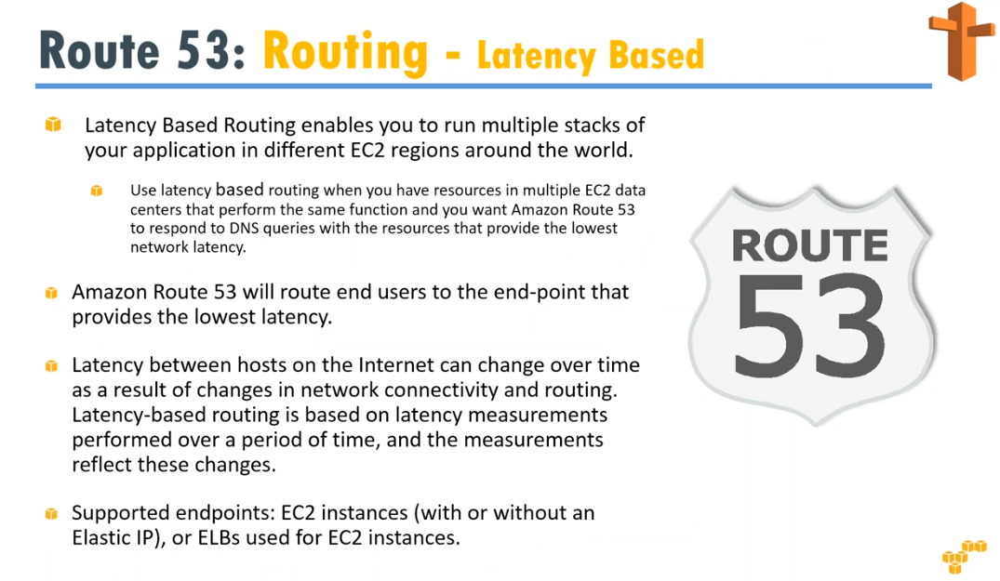 Route 53: Routing - Latency Based
Latency Based Routing enables you to run multiple stacks of
your application in different EC2 regions around the world.
Use latency based routing when you have resources in multiple EC2 data
centers that perform the same function and you want Amazon Route 53
to respond to DNS queries with the resources that provide the lowest
network latency.
Amazon Route 53 will route end users to the end-point that
provides the lowest latency.
Latency between hosts on the Internet can change over time
as a result of changes in network connectivity and routing.
Latency-based routing is based on latency measurements
performed over a period of time, and the measurements
reflect these changes.
Supported endpoints: EC2 instances (with or without an
Elastic IP), or ELBs used for EC2 instances.
ROUTE
53